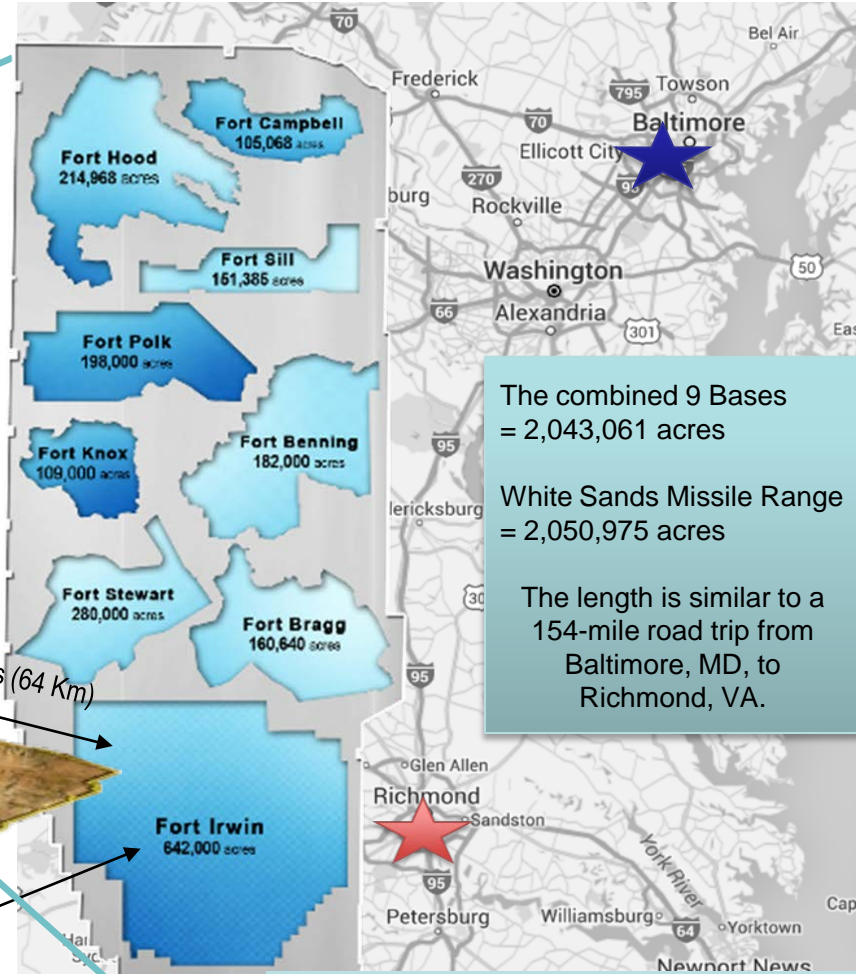 70
Bel Air
Frederick
795
Towson
Fort Campbell
105,068 acres
70
Baltimore
Fort Hood
214,968 acres
Ellicott City
95
270
burg
Rockville
Fort Sill
151,385 acres
Washington
50
66
Alexandria
301
Eas
Fort Polk
198,000 acres
The combined 9 Bases
= 2,043,061 acres
Fort Benning
182,000 acres
95
Fort Knox
109,000 acres
White Sands Missile Range
= 2,050,975 acres
lericksburg
Fort Stewart
280,000 acres
30
The length is similar to a
154-mile road trip from
Baltimore, MD, to
Richmond, VA.
Fort Bragg
160,640 acres
s (64 Km)
95
Glen Allen
Richmond
Sandston
Fort Irwin
642,000 acres
York River
95
Petersburg
Williamsburg
64
Yorktown
Cap
Har
Newport News